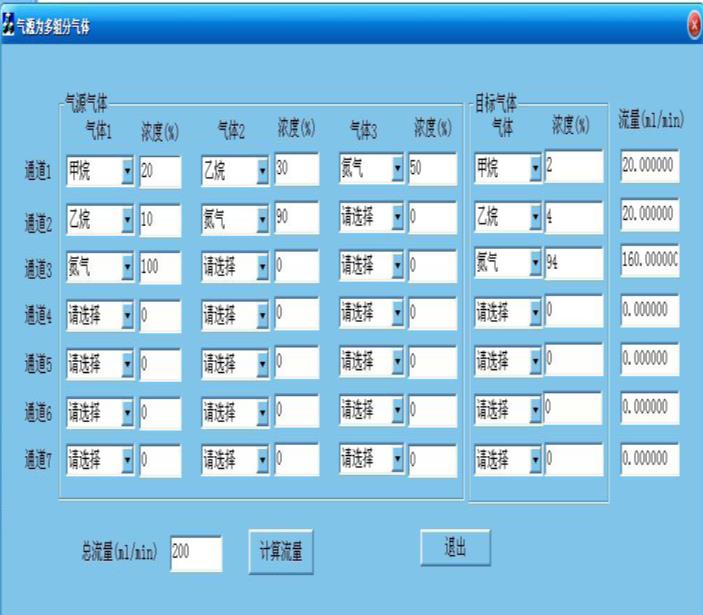 气源为多组分气体
气源气体 目标气体
气体1 浓度(%) 气体2 浓度(%) 气体3 浓度(%) 气体 浓度(%) 流量(ml/min)
通道1 甲烷 20 乙烷 30 氮气 50 甲烷 2 20.000000
通道2 乙烷 10 氮气 90 请选择 0 乙烷 4 20.000000
通道3 氮气 100 请选择 0 请选择 0 氮气 94 160.000000
通道4 请选择 0 请选择 0 请选择 0 请选择 0 0.000000
通道5 请选择 0 请选择 0 请选择 0 请选择 0 0.000000
通道6 请选择 0 请选择 0 请选择 0 请选择 0 0.000000
通道7 请选择 0 请选择 0 请选择 0 请选择 0 0.000000
总流量(ml/min) 200 计算流量 退出